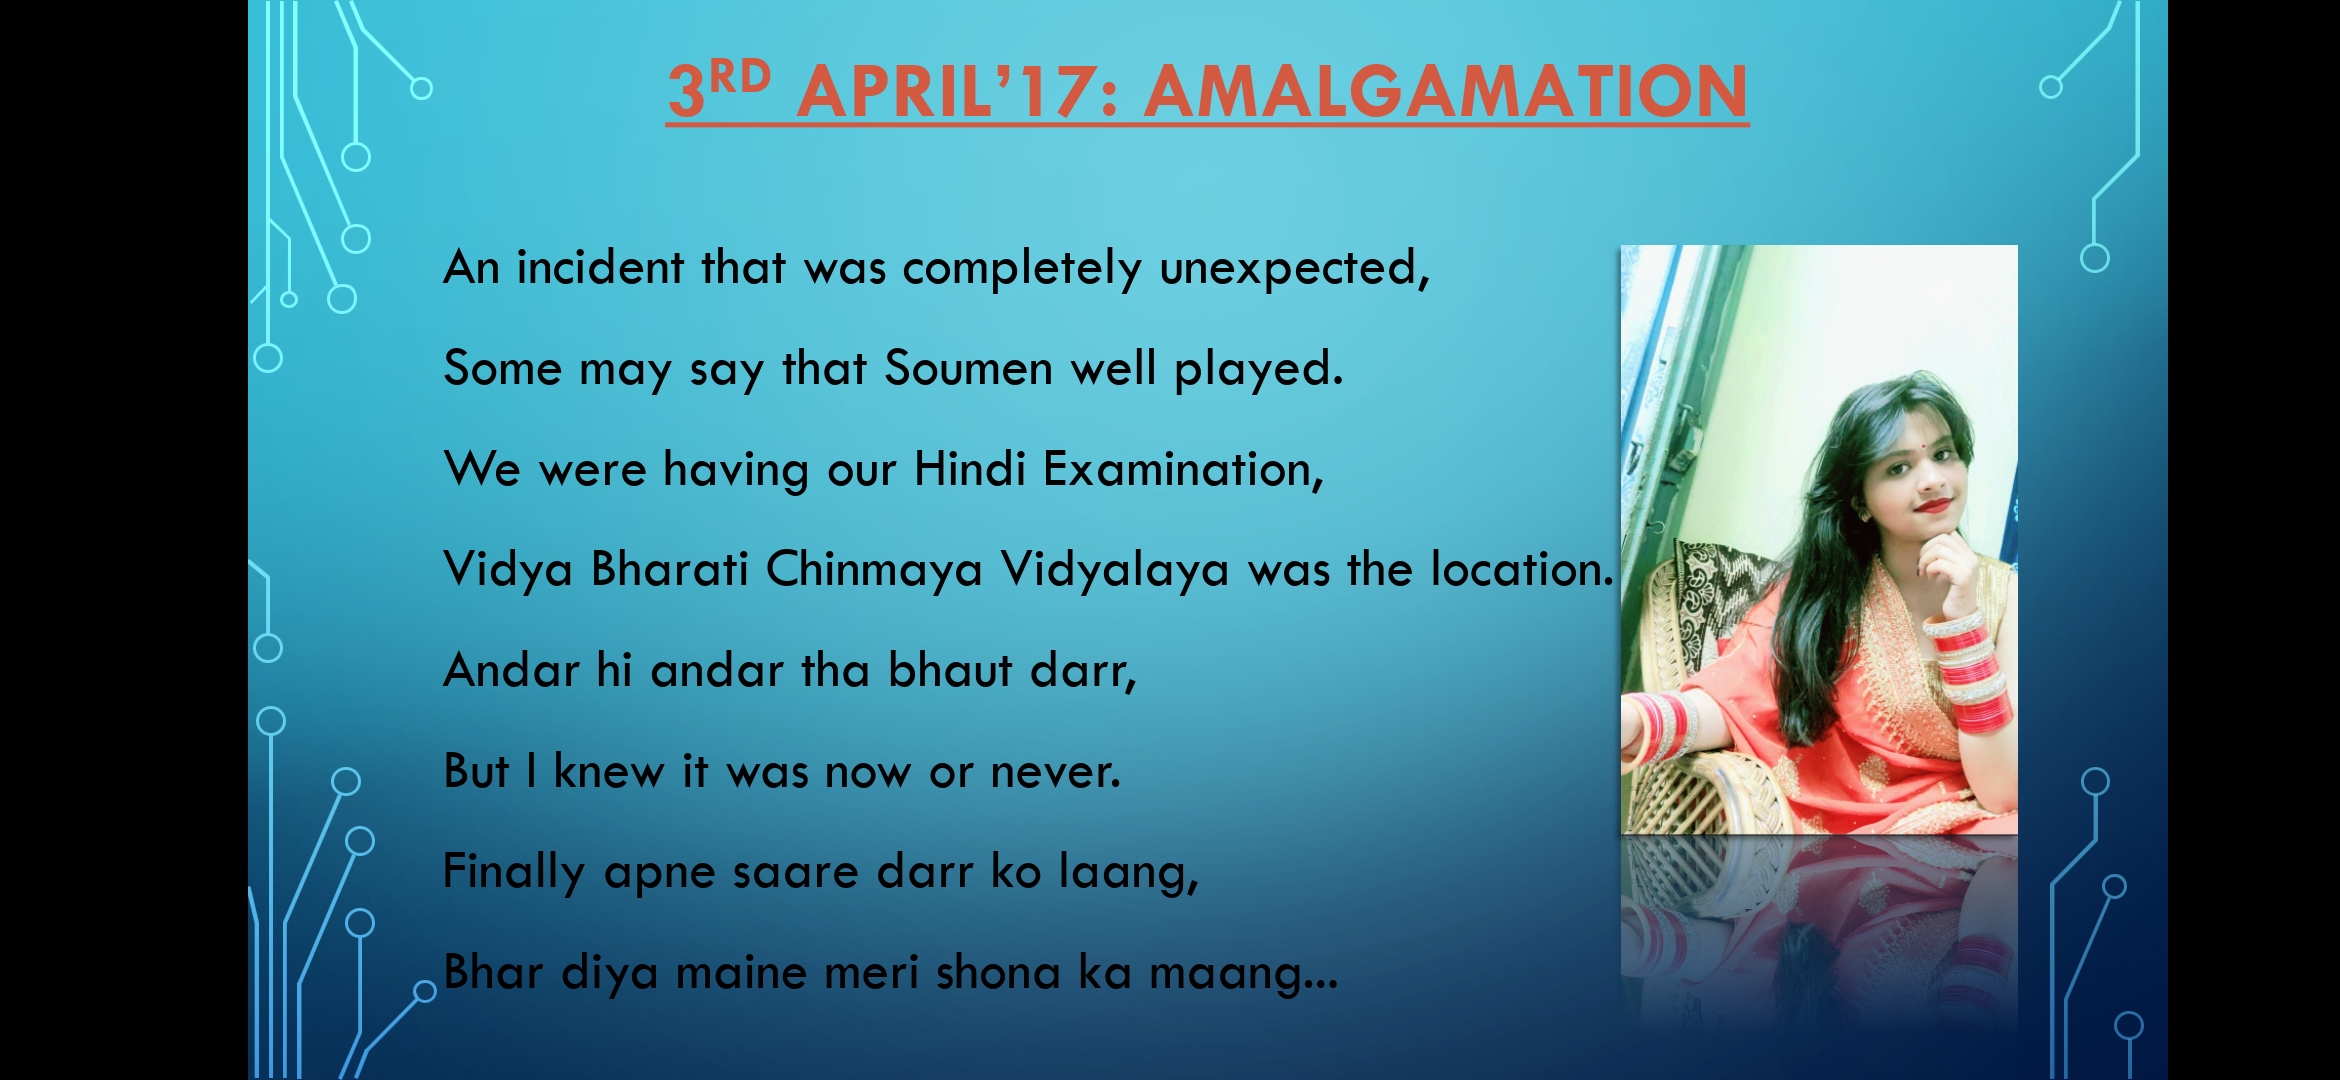 3RD APRIL’17: AMALGAMATION
An incident that was completely unexpected,
Some may say that Soumen well played.
We were having our Hindi Examination,
Vidya Bharati Chinmaya Vidyalaya was the location.
Andar hi andar tha bhaut darr,
But I knew it was now or never.
Finally apne saare darr ko laang,
Bhar diya maine meri shona ka maang...